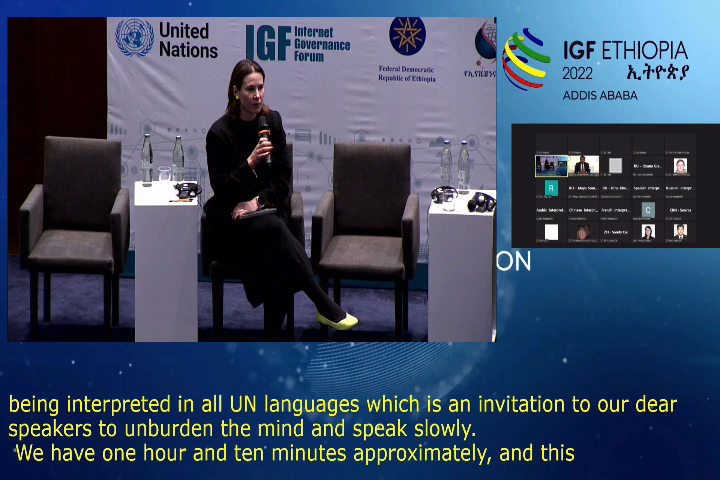 United
Nations
IGF
Internet
Governance
Forum
Federal Democratic
Republic of Ethiopia
IGF ETHIOPIA
2022 ኢትዮጵያ
ADDIS ABABA
R
C
ON
being interpreted in all UN languages which is an invitation to our dear
speakers to unburden the mind and speak slowly.
We have one hour and ten minutes approximately, and this